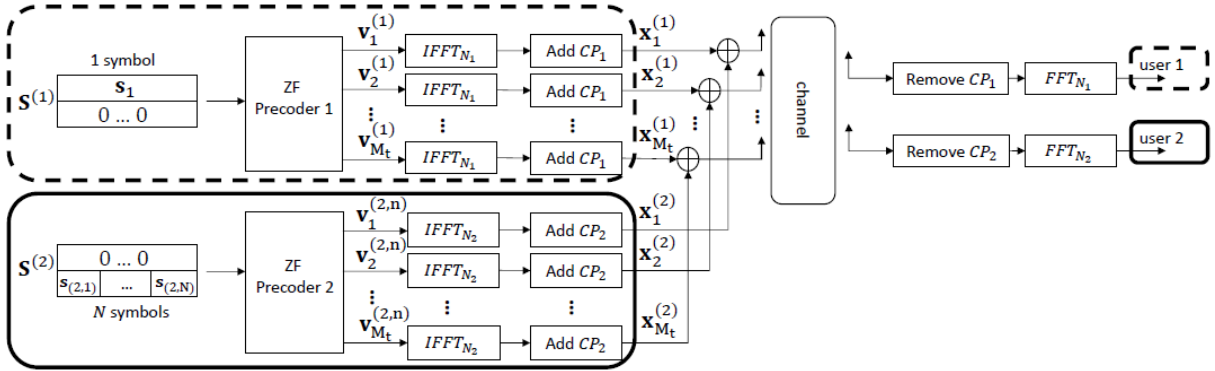 1 symbol
S^(1)
s_1
0 ... 0
ZF
Precoder 1
v_1^(1)
IFFT_{N_1}
Add CP_1
x_1^(1)
v_2^(1)
IFFT_{N_1}
Add CP_1
x_2^(1)
⋮ ⋮ ⋮ ⋮ ⋮
v_{M_t}^(1)
IFFT_{N_1}
Add CP_1
x_{M_t}^(1)
S^(2)
0 ... 0
s_(2,1) ... s_(2,N)
N symbols
ZF
Precoder 2
v_1^(2,n)
IFFT_{N_2}
Add CP_2
x_1^(2)
v_2^(2,n)
IFFT_{N_2}
Add CP_2
x_2^(2)
⋮ ⋮ ⋮
v_{M_t}^(2,n)
IFFT_{N_2}
Add CP_2
x_{M_t}^(2)
channel
Remove CP_1
FFT_{N_1}
user 1
Remove CP_2
FFT_{N_2}
user 2